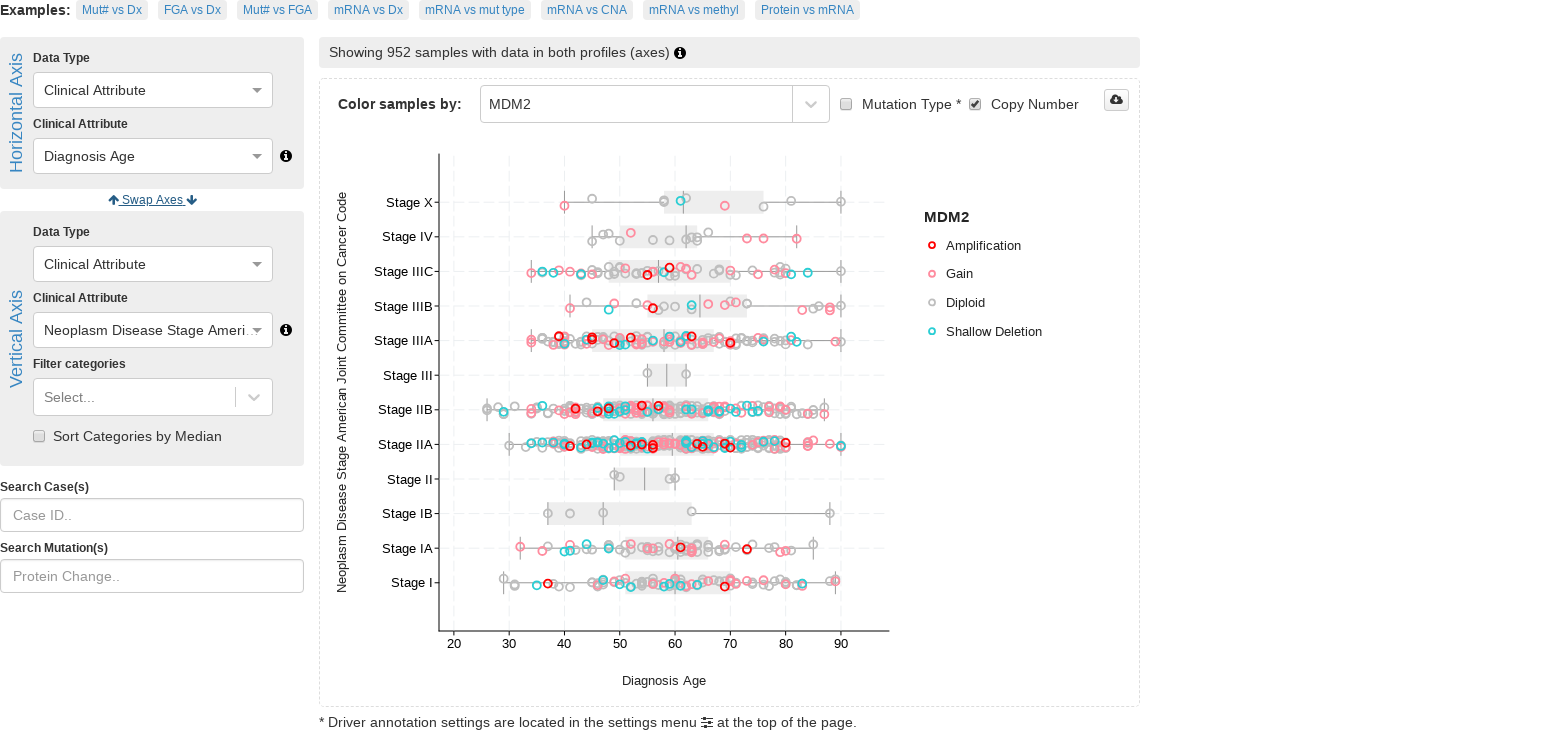 Examples: Mut# vs Dx FGA vs Dx Mut# vs FGA mRNA vs Dx mRNA vs mut type mRNA vs CNA mRNA vs methyl Protein vs mRNA
Horizontal Axis
Data Type
Clinical Attribute
Clinical Attribute
Diagnosis Age
Swap Axes
Vertical Axis
Data Type
Clinical Attribute
Clinical Attribute
Neoplasm Disease Stage Ameri...
Filter categories
Select...
Sort Categories by Median
Search Case(s)
Case ID..
Search Mutation(s)
Protein Change..
Showing 952 samples with data in both profiles (axes)
Color samples by: MDM2 Mutation Type * Copy Number
Neoplasm Disease Stage American Joint Committee on Cancer Code
Stage X
Stage IV
Stage IIIC
Stage IIIB
Stage IIIA
Stage III
Stage IIB
Stage IIA
Stage II
Stage IB
Stage IA
Stage I
20 30 40 50 60 70 80 90
Diagnosis Age
MDM2
Amplification
Gain
Diploid
Shallow Deletion
* Driver annotation settings are located in the settings menu at the top of the page.